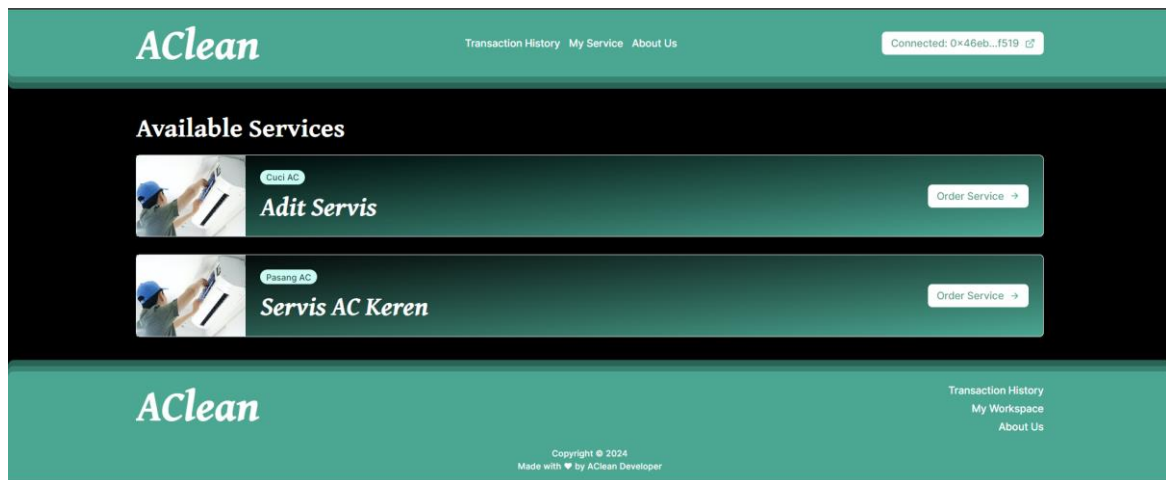 AClean
Transaction History My Service About Us
Connected: 0×46eb...f519
Available Services
Cuci AC
Adit Servis
Order Service →
Pasang AC
Servis AC Keren
Order Service →
AClean
Transaction History
My Workspace
About Us
Copyright © 2024
Made with ♥ by AClean Developer